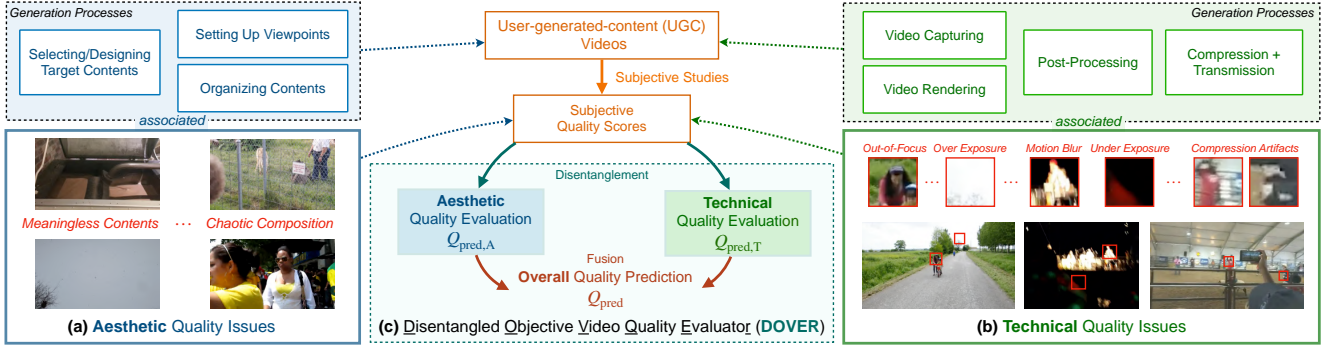 Generation Processes
Selecting/Designing
Target Contents
Setting Up Viewpoints
Organizing Contents
associated
Meaningless Contents
...
Chaotic Composition
(a) Aesthetic Quality Issues
User-generated-content (UGC)
Videos
Subjective Studies
Subjective
Quality Scores
Disentanglement
Aesthetic
Quality Evaluation
Q_pred,A
Technical
Quality Evaluation
Q_pred,T
Fusion
Overall Quality Prediction
Q_pred
(c) Disentangled Objective Video Quality Evaluator (DOVER)
Generation Processes
Video Capturing
Video Rendering
Post-Processing
Compression +
Transmission
associated
Out-of-Focus
Over Exposure
Motion Blur
Under Exposure
Compression Artifacts
...
...
...
(b) Technical Quality Issues